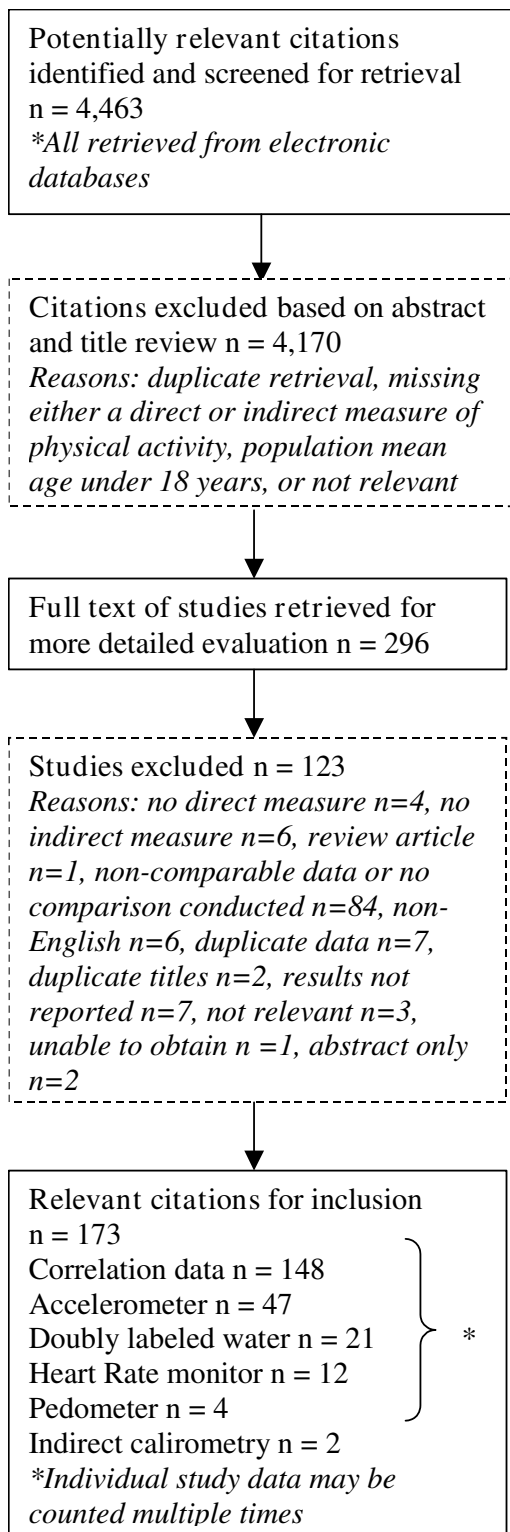 Potentially relevant citations
identified and screened for retrieval
n = 4,463
*All retrieved from electronic
databases
Citations excluded based on abstract
and title review n = 4,170
Reasons: duplicate retrieval, missing
either a direct or indirect measure of
physical activity, population mean
age under 18 years, or not relevant
Full text of studies retrieved for
more detailed evaluation n = 296
Studies excluded n = 123
Reasons: no direct measure n=4, no
indirect measure n=6, review article
n=1, non-comparable data or no
comparison conducted n=84, non-
English n=6, duplicate data n=7,
duplicate titles n=2, results not
reported n=7, not relevant n=3,
unable to obtain n =1, abstract only
n=2
Relevant citations for inclusion
n = 173
Correlation data n = 148
Accelerometer n = 47
Doubly labeled water n = 21 *
Heart Rate monitor n = 12
Pedometer n = 4
Indirect calirometry n = 2
*Individual study data may be
counted multiple times